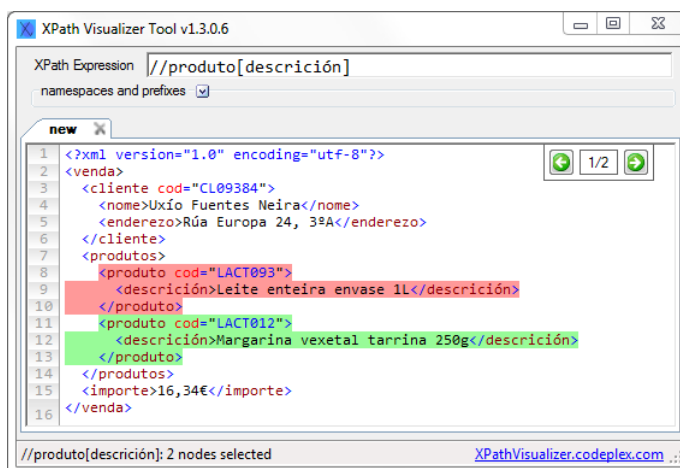 XPath Visualizer Tool v1.3.0.6
XPath Expression //produto[descrición]
namespaces and prefixes
new
1/2
1 <?xml version="1.0" encoding="utf-8"?>
2 <venda>
3 <cliente cod="CL09384">
4 <nome>Uxío Fuentes Neira</nome>
5 <enderezo>Rúa Europa 24, 3ºA</enderezo>
6 </cliente>
7 <produtos>
8 <produto cod="LACT093">
9 <descrición>Leite enteira envase 1L</descrición>
10 </produto>
11 <produto cod="LACT012">
12 <descrición>Margarina vexetal tarrina 250g</descrición>
13 </produto>
14 </produtos>
15 <importe>16,34€</importe>
16 </venda>
//produto[descrición]: 2 nodes selected XPathVisualizer.codeplex.com